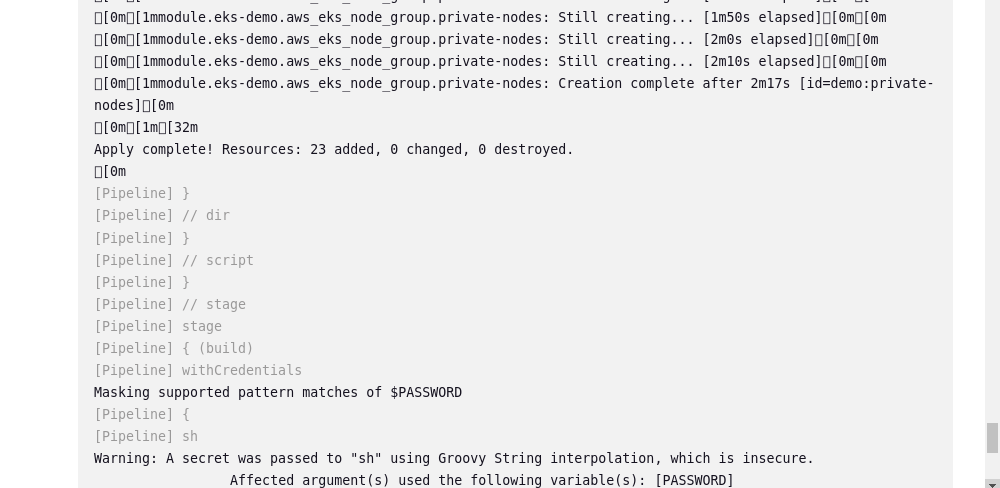 [0m[1mmodule.eks-demo.aws_eks_node_group.private-nodes: Still creating... [1m50s elapsed][0m[0m
[0m[1mmodule.eks-demo.aws_eks_node_group.private-nodes: Still creating... [2m0s elapsed][0m[0m
[0m[1mmodule.eks-demo.aws_eks_node_group.private-nodes: Still creating... [2m10s elapsed][0m[0m
[0m[1mmodule.eks-demo.aws_eks_node_group.private-nodes: Creation complete after 2m17s [id=demo:private-
nodes][0m
[0m[1m[32m
Apply complete! Resources: 23 added, 0 changed, 0 destroyed.
[0m
[Pipeline] }
[Pipeline] // dir
[Pipeline] }
[Pipeline] // script
[Pipeline] }
[Pipeline] // stage
[Pipeline] stage
[Pipeline] { (build)
[Pipeline] withCredentials
Masking supported pattern matches of $PASSWORD
[Pipeline] {
[Pipeline] sh
Warning: A secret was passed to "sh" using Groovy String interpolation, which is insecure.
Affected argument(s) used the following variable(s): [PASSWORD]